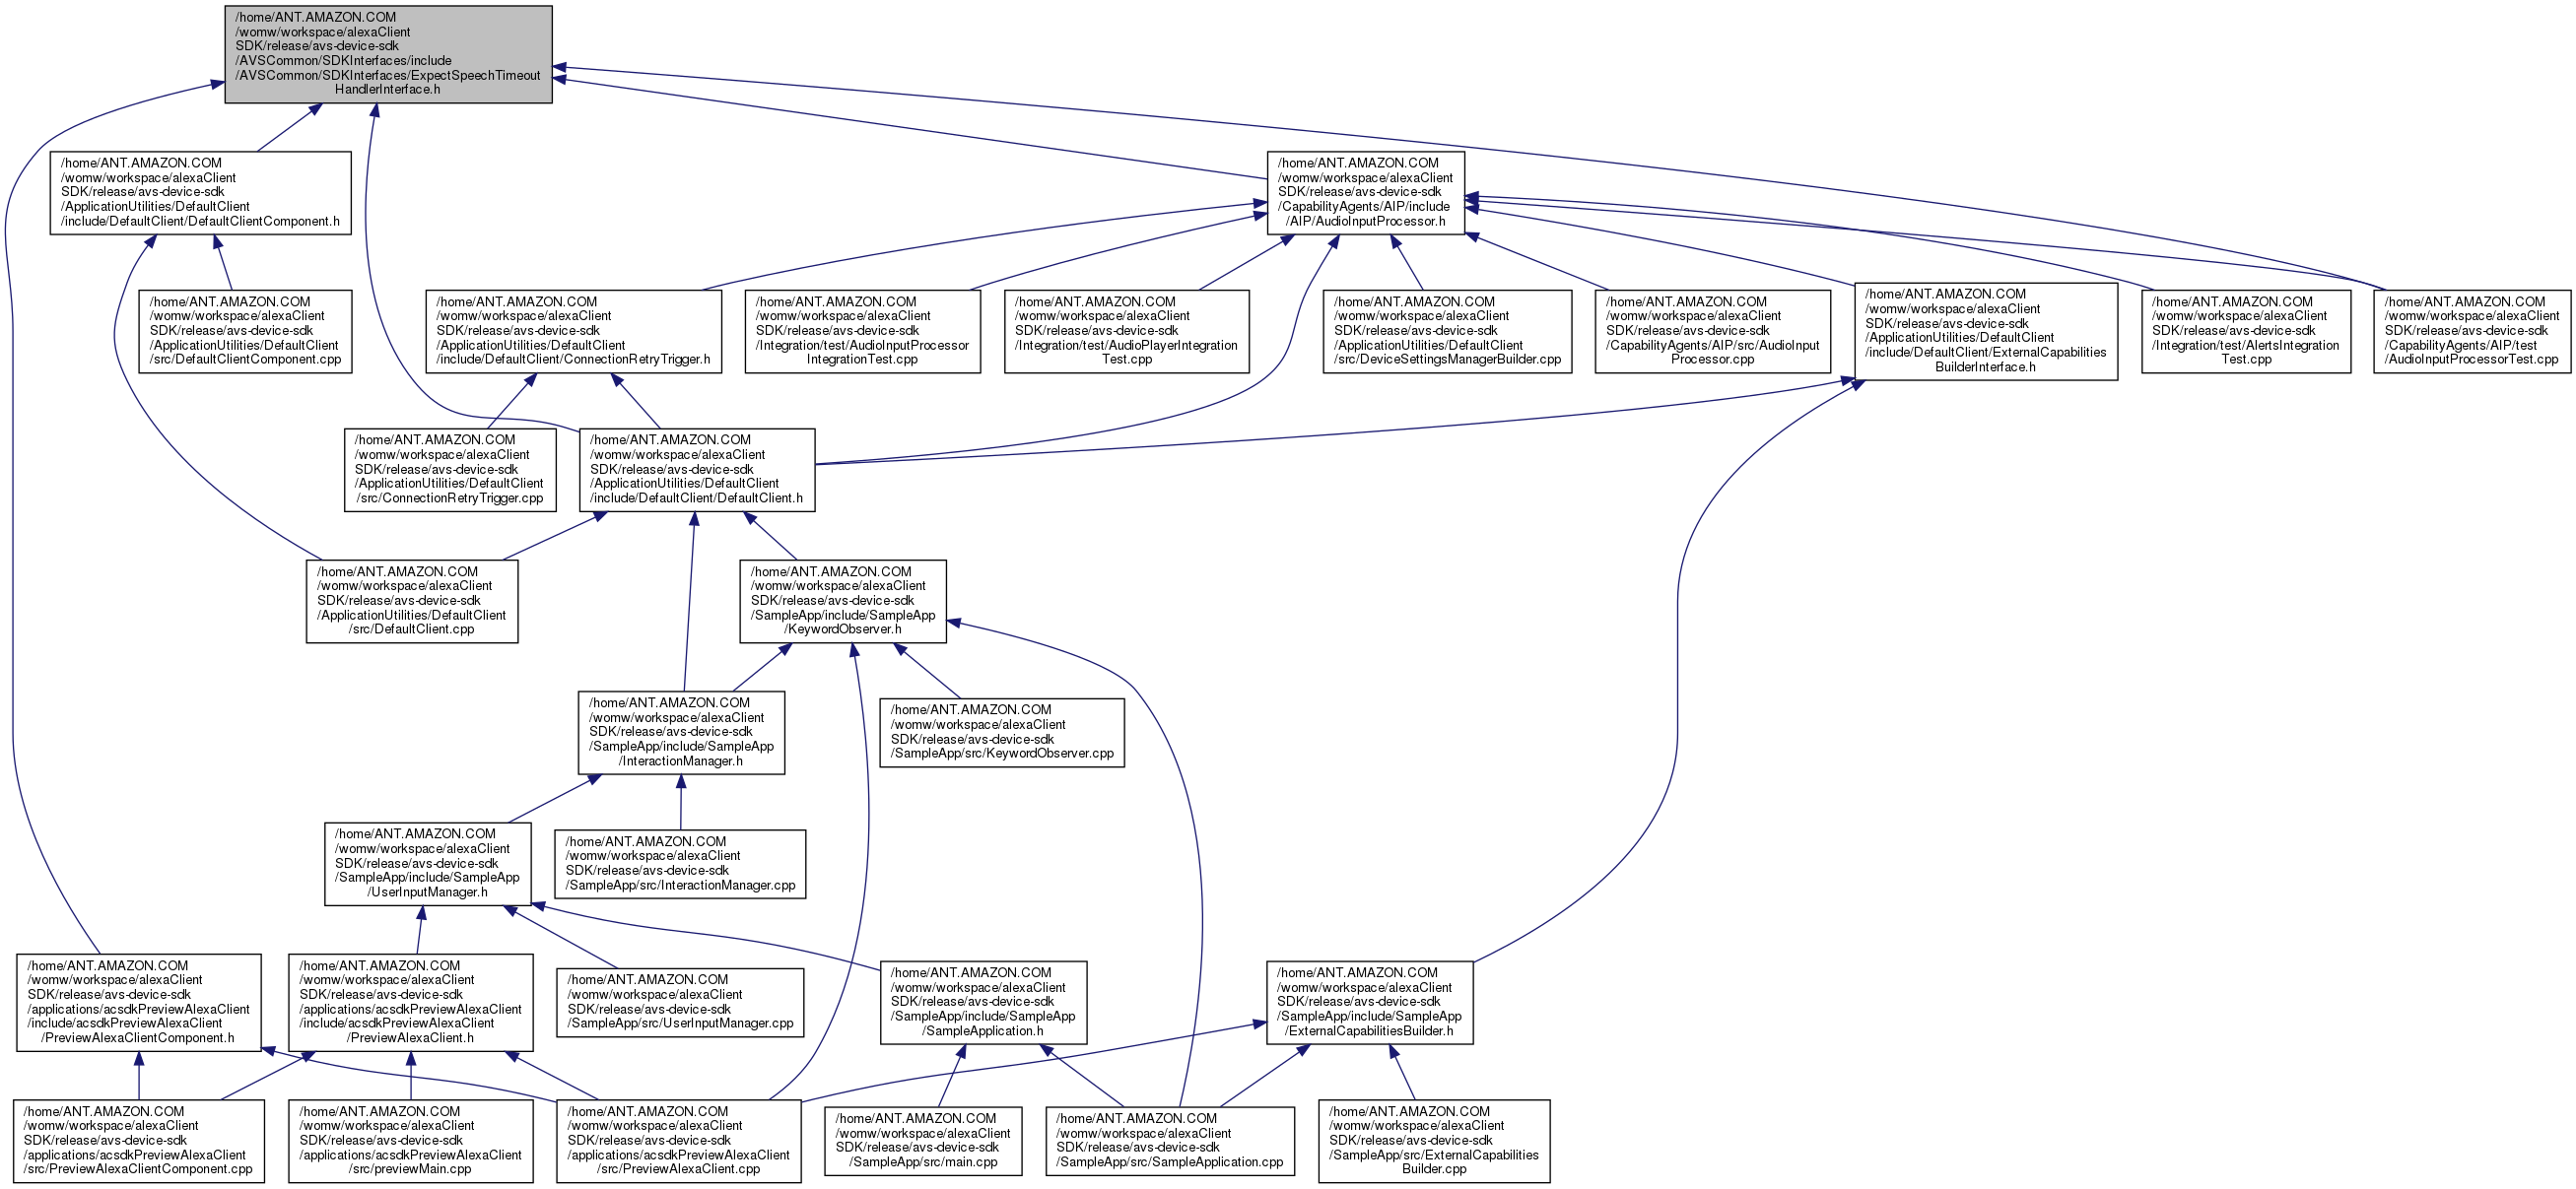 /home/ANT.AMAZON.COM
/womw/workspace/alexaClient
SDK/release/avs-device-sdk
/AVSCommon/SDKInterfaces/include
/AVSCommon/SDKInterfaces/ExpectSpeechTimeout
HandlerInterface.h
/home/ANT.AMAZON.COM
/womw/workspace/alexaClient
SDK/release/avs-device-sdk
/ApplicationUtilities/DefaultClient
/include/DefaultClient/DefaultClientComponent.h
/home/ANT.AMAZON.COM
/womw/workspace/alexaClient
SDK/release/avs-device-sdk
/CapabilityAgents/AIP/include
/AIP/AudioInputProcessor.h
/home/ANT.AMAZON.COM
/womw/workspace/alexaClient
SDK/release/avs-device-sdk
/ApplicationUtilities/DefaultClient
/src/DefaultClientComponent.cpp
/home/ANT.AMAZON.COM
/womw/workspace/alexaClient
SDK/release/avs-device-sdk
/ApplicationUtilities/DefaultClient
/include/DefaultClient/ConnectionRetryTrigger.h
/home/ANT.AMAZON.COM
/womw/workspace/alexaClient
SDK/release/avs-device-sdk
/Integration/test/AudioInputProcessor
IntegrationTest.cpp
/home/ANT.AMAZON.COM
/womw/workspace/alexaClient
SDK/release/avs-device-sdk
/Integration/test/AudioPlayerIntegration
Test.cpp
/home/ANT.AMAZON.COM
/womw/workspace/alexaClient
SDK/release/avs-device-sdk
/ApplicationUtilities/DefaultClient
/src/DeviceSettingsManagerBuilder.cpp
/home/ANT.AMAZON.COM
/womw/workspace/alexaClient
SDK/release/avs-device-sdk
/CapabilityAgents/AIP/src/AudioInput
Processor.cpp
/home/ANT.AMAZON.COM
/womw/workspace/alexaClient
SDK/release/avs-device-sdk
/ApplicationUtilities/DefaultClient
/include/DefaultClient/ExternalCapabilities
BuilderInterface.h
/home/ANT.AMAZON.COM
/womw/workspace/alexaClient
SDK/release/avs-device-sdk
/Integration/test/AlertsIntegration
Test.cpp
/home/ANT.AMAZON.COM
/womw/workspace/alexaClient
SDK/release/avs-device-sdk
/CapabilityAgents/AIP/test
/AudioInputProcessorTest.cpp
/home/ANT.AMAZON.COM
/womw/workspace/alexaClient
SDK/release/avs-device-sdk
/ApplicationUtilities/DefaultClient
/src/ConnectionRetryTrigger.cpp
/home/ANT.AMAZON.COM
/womw/workspace/alexaClient
SDK/release/avs-device-sdk
/ApplicationUtilities/DefaultClient
/include/DefaultClient/DefaultClient.h
/home/ANT.AMAZON.COM
/womw/workspace/alexaClient
SDK/release/avs-device-sdk
/ApplicationUtilities/DefaultClient
/src/DefaultClient.cpp
/home/ANT.AMAZON.COM
/womw/workspace/alexaClient
SDK/release/avs-device-sdk
/SampleApp/include/SampleApp
/KeywordObserver.h
/home/ANT.AMAZON.COM
/womw/workspace/alexaClient
SDK/release/avs-device-sdk
/SampleApp/include/SampleApp
/InteractionManager.h
/home/ANT.AMAZON.COM
/womw/workspace/alexaClient
SDK/release/avs-device-sdk
/SampleApp/src/KeywordObserver.cpp
/home/ANT.AMAZON.COM
/womw/workspace/alexaClient
SDK/release/avs-device-sdk
/SampleApp/include/SampleApp
/UserInputManager.h
/home/ANT.AMAZON.COM
/womw/workspace/alexaClient
SDK/release/avs-device-sdk
/SampleApp/src/InteractionManager.cpp
/home/ANT.AMAZON.COM
/womw/workspace/alexaClient
SDK/release/avs-device-sdk
/applications/acsdkPreviewAlexaClient
/include/acsdkPreviewAlexaClient
/PreviewAlexaClientComponent.h
/home/ANT.AMAZON.COM
/womw/workspace/alexaClient
SDK/release/avs-device-sdk
/applications/acsdkPreviewAlexaClient
/include/acsdkPreviewAlexaClient
/PreviewAlexaClient.h
/home/ANT.AMAZON.COM
/womw/workspace/alexaClient
SDK/release/avs-device-sdk
/SampleApp/src/UserInputManager.cpp
/home/ANT.AMAZON.COM
/womw/workspace/alexaClient
SDK/release/avs-device-sdk
/SampleApp/include/SampleApp
/SampleApplication.h
/home/ANT.AMAZON.COM
/womw/workspace/alexaClient
SDK/release/avs-device-sdk
/SampleApp/include/SampleApp
/ExternalCapabilitiesBuilder.h
/home/ANT.AMAZON.COM
/womw/workspace/alexaClient
SDK/release/avs-device-sdk
/applications/acsdkPreviewAlexaClient
/src/PreviewAlexaClientComponent.cpp
/home/ANT.AMAZON.COM
/womw/workspace/alexaClient
SDK/release/avs-device-sdk
/applications/acsdkPreviewAlexaClient
/src/previewMain.cpp
/home/ANT.AMAZON.COM
/womw/workspace/alexaClient
SDK/release/avs-device-sdk
/applications/acsdkPreviewAlexaClient
/src/PreviewAlexaClient.cpp
/home/ANT.AMAZON.COM
/womw/workspace/alexaClient
SDK/release/avs-device-sdk
/SampleApp/src/main.cpp
/home/ANT.AMAZON.COM
/womw/workspace/alexaClient
SDK/release/avs-device-sdk
/SampleApp/src/SampleApplication.cpp
/home/ANT.AMAZON.COM
/womw/workspace/alexaClient
SDK/release/avs-device-sdk
/SampleApp/src/ExternalCapabilities
Builder.cpp